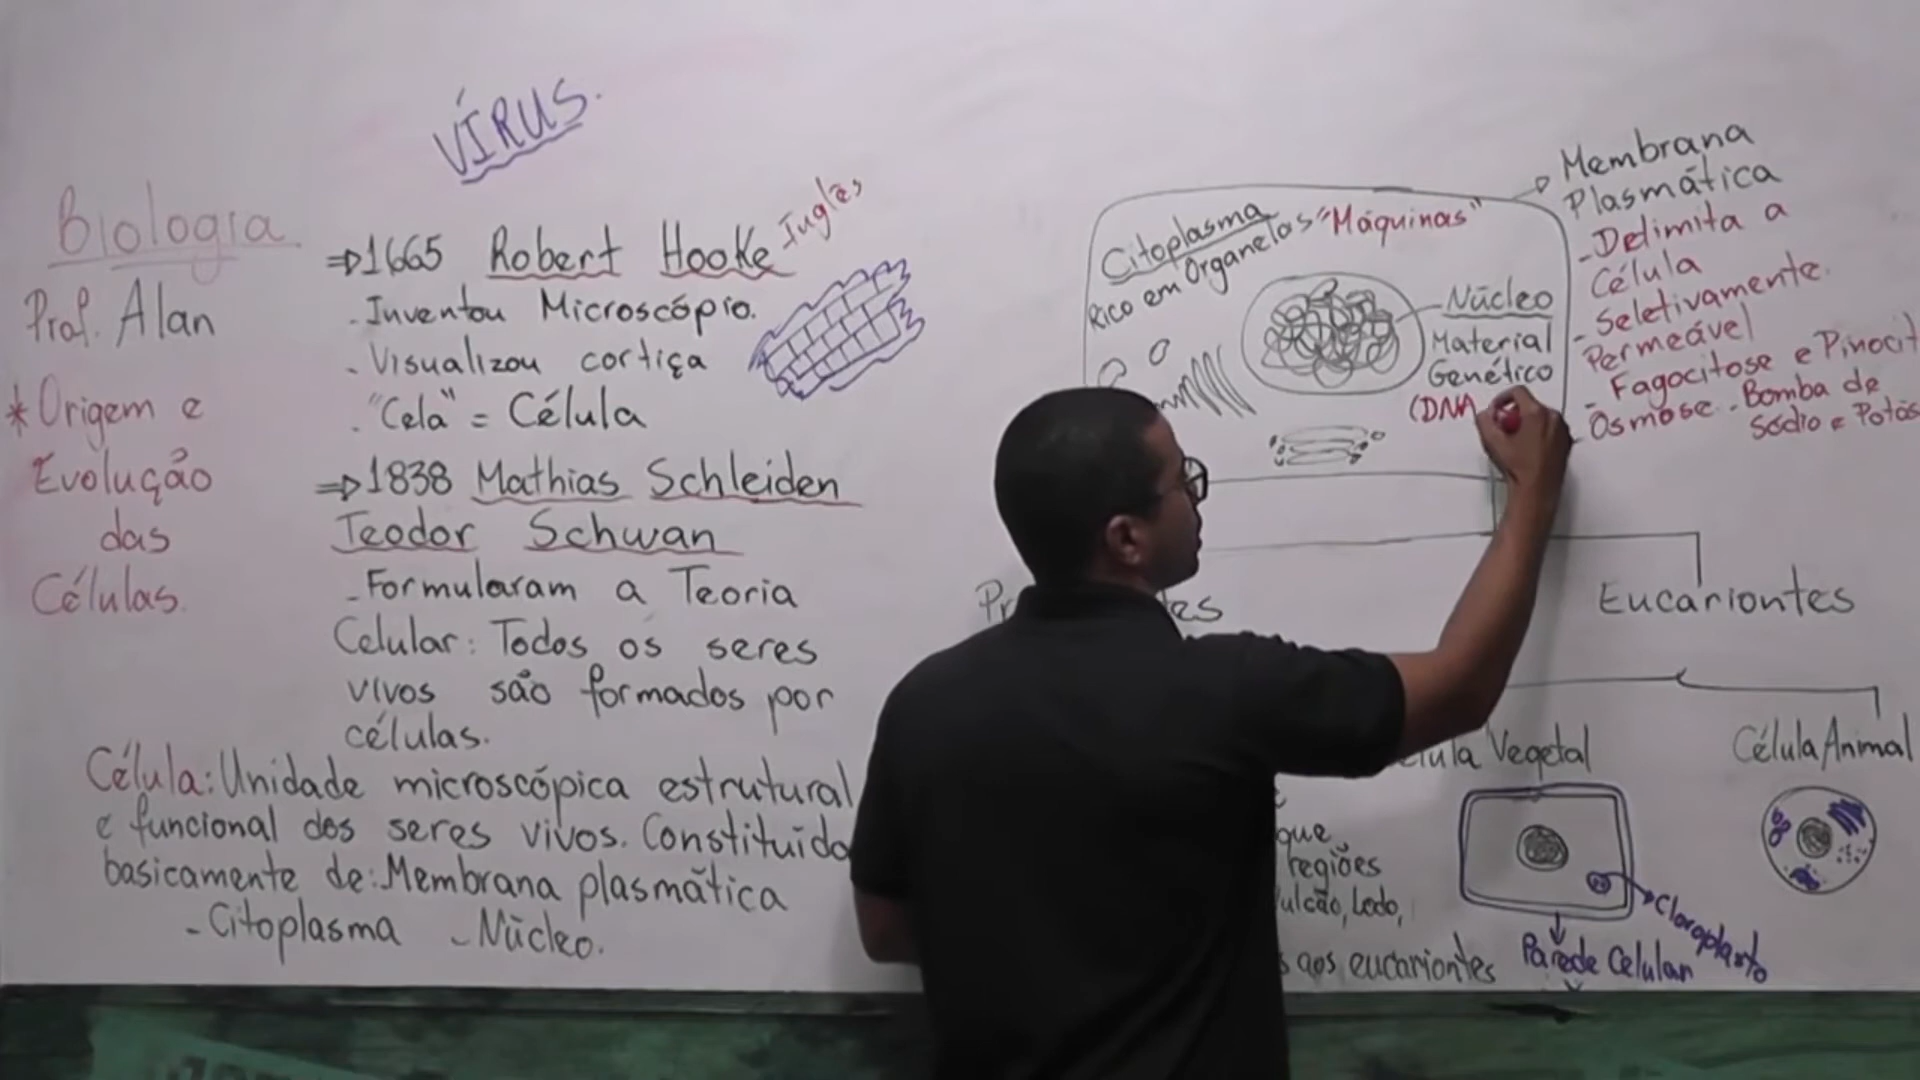 VÍRUS.
Biologia
Prof. Alan
* Origem e
Evolução
das
Células.
⇒1665 Robert Hooke Inglês
. Inventou Microscópio.
. Visualizou cortiça
. "Cela" = Célula
⇒1838 Mathias Schleiden
Teodor Schwan
- Formularam a Teoria
Celular: Todos os seres
vivos são formados por
células.
Célula: Unidade microscópica estrutural
e funcional dos seres vivos. Constituída
basicamente de: Membrana plasmática
- Citoplasma - Núcleo.
Citoplasma
Rico em Organelas "Máquinas"
Núcleo
Material
Genético
(DNA
Membrana
Plasmática
- Delimita a
Célula
- Seletivamente
Permeável
- Fagocitose e Pinocit
Osmose - Bomba de
Sódio e Potás
Eucariontes
Vegetal
Célula Animal
que
regiões
Lodo,
aos eucariontes
Cloroplasto
Parede Celular